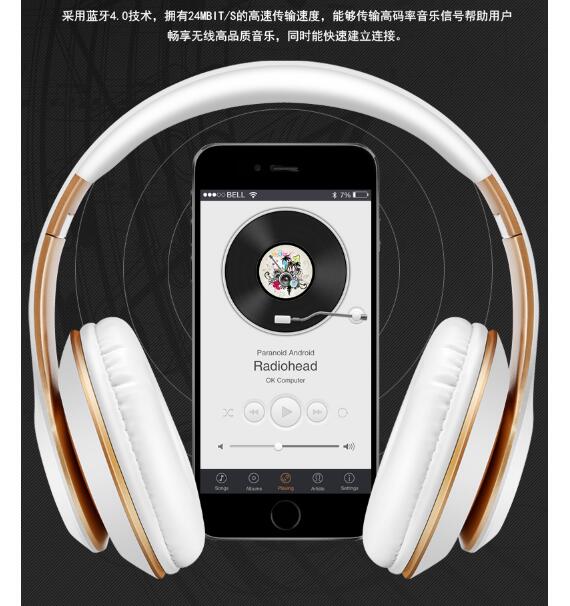 采用蓝牙4.0技术，拥有24MBIT/S的高速传输速度，能够传输高码率音乐信号帮助用户
畅享无线高品质音乐，同时能快速建立连接。
BELL 7%
Paranoid Android
Radiohead
OK Computer
Songs Albums Playing Artists Settings